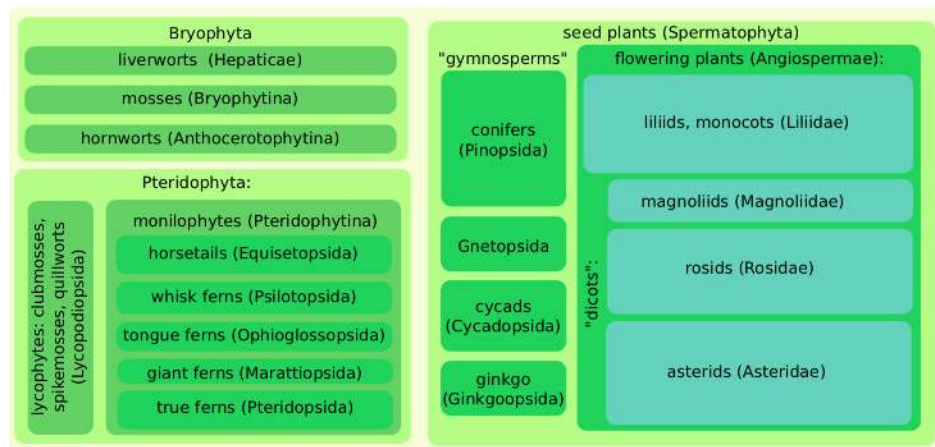 Bryophyta
liverworts (Hepaticae)
mosses (Bryophytina)
hornworts (Anthocerotophytina)
Pteridophyta:
lycophytes: clubmosses,
spikemosses, quillworts
(Lycopodiopsida)
monilophytes (Pteridophytina)
horsetails (Equisetopsida)
whisk ferns (Psilotopsida)
tongue ferns (Ophioglossopsida)
giant ferns (Marattiopsida)
true ferns (Pteridopsida)
seed plants (Spermatophyta)
"gymnosperms"
conifers
(Pinopsida)
Gnetopsida
cycads
(Cycadopsida)
ginkgo
(Ginkgoopsida)
flowering plants (Angiospermae):
liliids, monocots (Liliidae)
"dicots":
magnoliids (Magnoliidae)
rosids (Rosidae)
asterids (Asteridae)